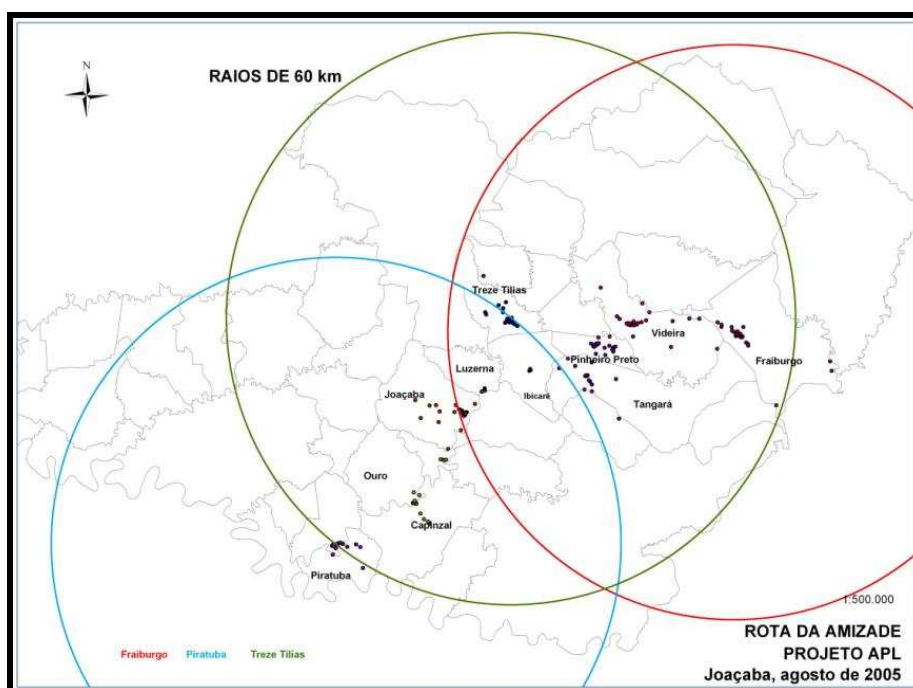 N
RAIOS DE 60 km
Treze Tílias
Videira
Pinheiro Preto
Fraiburgo
Luzerna
Joaçaba
Ibicaré
Tangará
Ouro
Capinzal
Piratuba
1:500.000
ROTA DA AMIZADE
PROJETO APL
Joaçaba, agosto de 2005
Fraiburgo Piratuba Treze Tílias